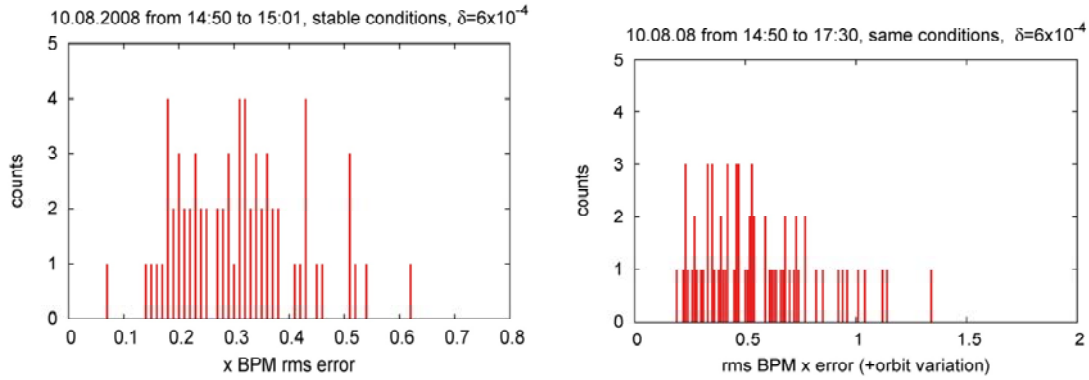 10.08.2008 from 14:50 to 15:01, stable conditions, δ=6x10⁻⁴
5
4
3
2
1
0
counts
0 0.1 0.2 0.3 0.4 0.5 0.6 0.7 0.8
x BPM rms error
10.08.08 from 14:50 to 17:30, same conditions, δ=6x10⁻⁴
5
4
3
2
1
0
counts
0 0.5 1 1.5 2
rms BPM x error (+orbit variation)